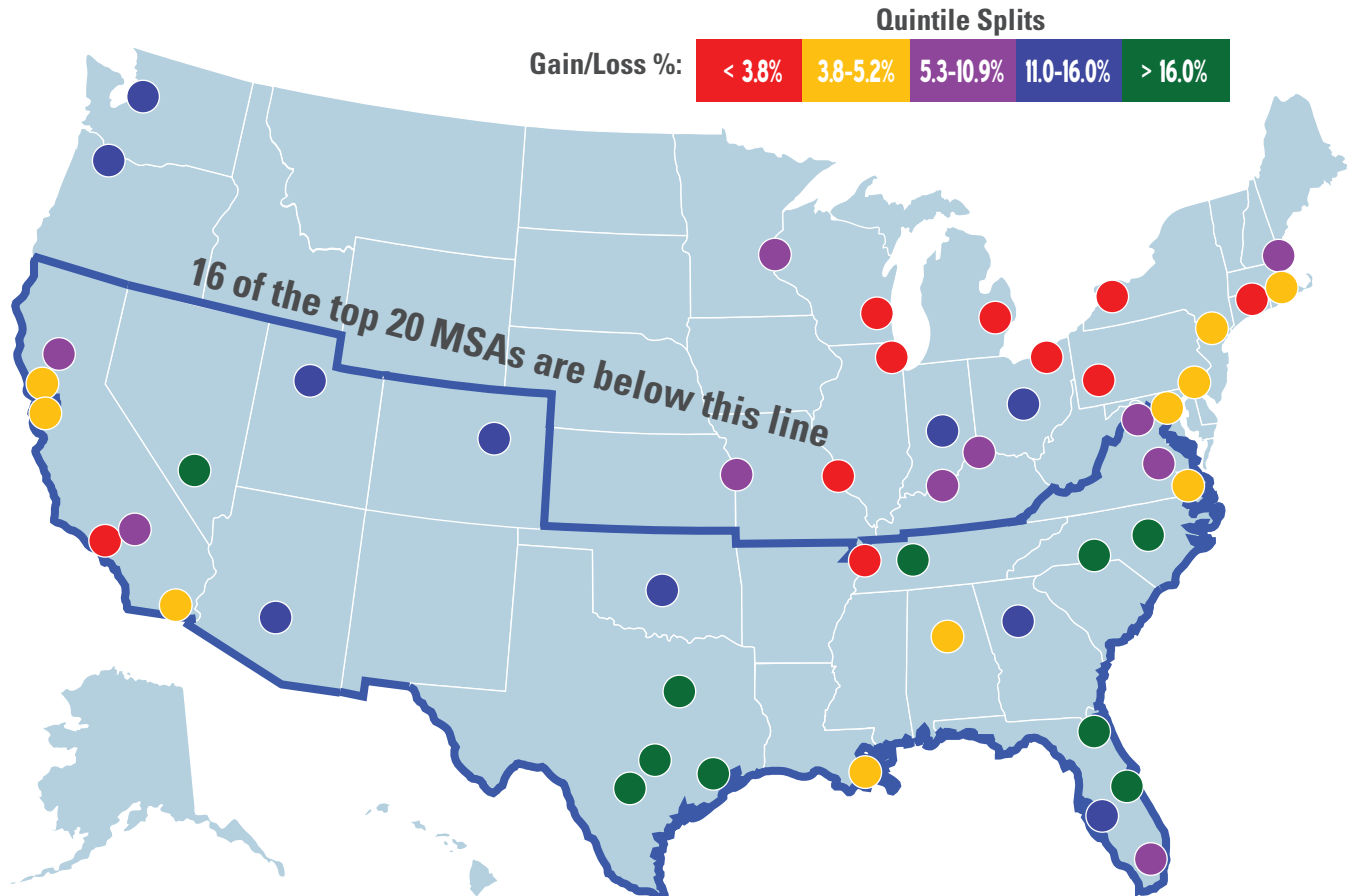 Quintile Splits
Gain/Loss %:
< 3.8%
3.8-5.2%
5.3-10.9%
11.0-16.0%
> 16.0%
16 of the top 20 MSAs are below this line